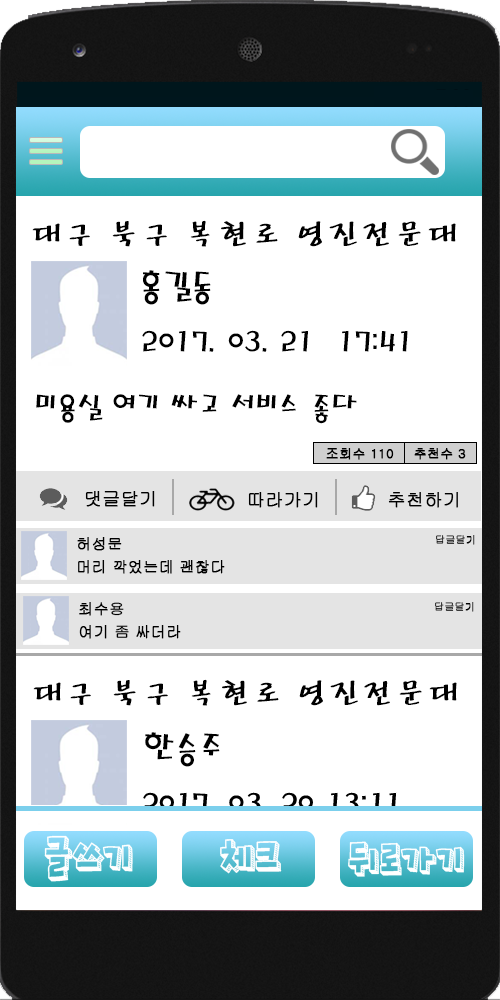 대구 북구 복현로 영진전문대
홍길동
2017. 03. 21 17:41
미용실 여기 싸고 서비스 좋다
조회수 110 추천수 3
댓글달기 따라가기 추천하기
허성문 답글달기
머리 깍었는데 괜찮다
최수용 답글달기
여기 좀 싸더라
대구 북구 복현로 영진전문대
한승주
2017. 03. 20 13:11
글쓰기 체크 뒤로가기